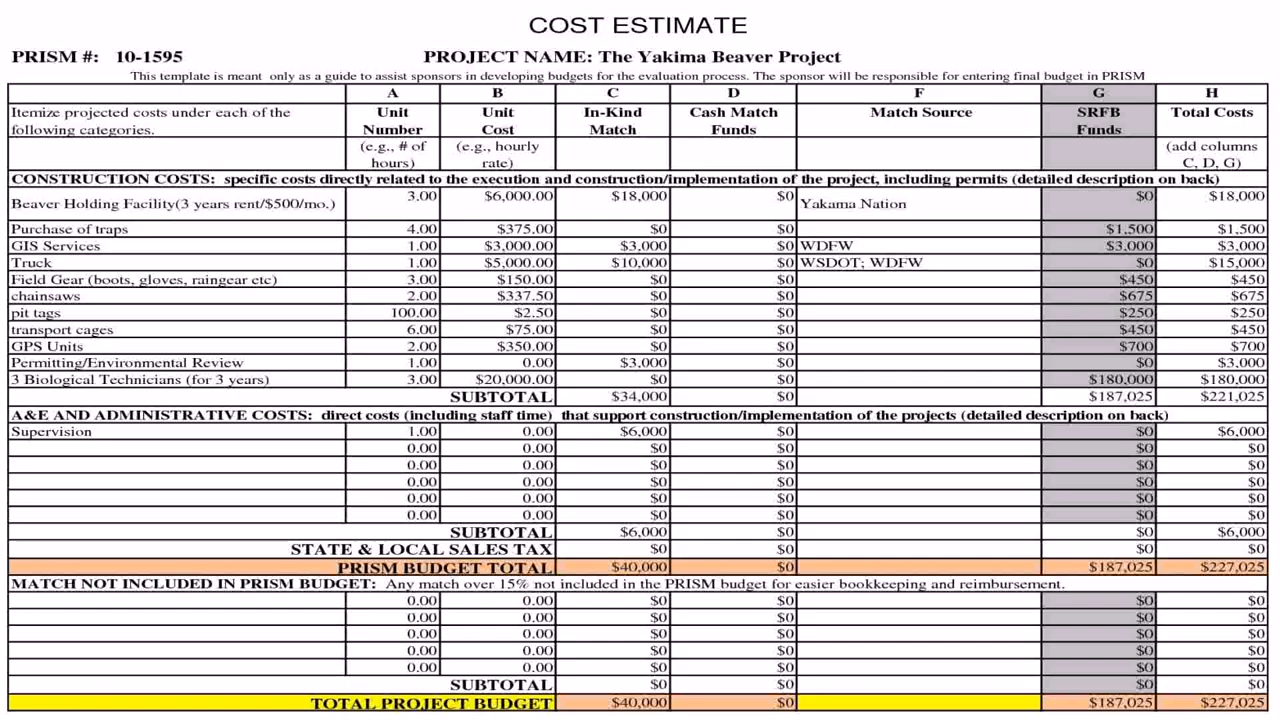 COST ESTIMATE
PRISM #: 10-1595 PROJECT NAME: The Yakima Beaver Project
This template is meant only as a guide to assist sponsors in developing budgets for the evaluation process. The sponsor will be responsible for entering final budget in PRISM
A B C D F G H
Itemize projected costs under each of the Unit Unit In-Kind Cash Match Match Source SRFB Total Costs
following categories. Number Cost Match Funds Funds
(e.g., # of (e.g., hourly (add columns
hours) rate) C, D, G)
CONSTRUCTION COSTS: specific costs directly related to the execution and construction/implementation of the project, including permits (detailed description on back)
Beaver Holding Facility(3 years rent/$500/mo.) 3.00 $6,000.00 $18,000 $0 Yakama Nation $0 $18,000
Purchase of traps 4.00 $375.00 $0 $0 $1,500 $1,500
GIS Services 1.00 $3,000.00 $3,000 $0 WDFW $3,000 $3,000
Truck 1.00 $5,000.00 $10,000 $0 WSDOT; WDFW $0 $15,000
Field Gear (boots, gloves, raingear etc) 3.00 $150.00 $0 $0 $450 $450
chainsaws 2.00 $337.50 $0 $0 $675 $675
pit tags 100.00 $2.50 $0 $0 $250 $250
transport cages 6.00 $75.00 $0 $0 $450 $450
GPS Units 2.00 $350.00 $0 $0 $700 $700
Permitting/Environmental Review 1.00 0.00 $3,000 $0 $0 $3,000
3 Biological Technicians (for 3 years) 3.00 $20,000.00 $0 $0 $180,000 $180,000
SUBTOTAL $34,000 $0 $187,025 $221,025
A&E AND ADMINISTRATIVE COSTS: direct costs (including staff time) that support construction/implementation of the projects (detailed description on back)
Supervision 1.00 0.00 $6,000 $0 $0 $6,000
0.00 0.00 $0 $0 $0 $0
0.00 0.00 $0 $0 $0 $0
0.00 0.00 $0 $0 $0 $0
0.00 0.00 $0 $0 $0 $0
0.00 0.00 $0 $0 $0 $0
SUBTOTAL $6,000 $0 $0 $6,000
STATE & LOCAL SALES TAX $0 $0 $0 $0
PRISM BUDGET TOTAL $40,000 $0 $187,025 $227,025
MATCH NOT INCLUDED IN PRISM BUDGET: Any match over 15% not included in the PRISM budget for easier bookkeeping and reimbursement.
0.00 0.00 $0 $0 $0 $0
0.00 0.00 $0 $0 $0 $0
0.00 0.00 $0 $0 $0 $0
0.00 0.00 $0 $0 $0 $0
0.00 0.00 $0 $0 $0 $0
SUBTOTAL $0 $0 $0 $0
TOTAL PROJECT BUDGET $40,000 $0 $187,025 $227,025